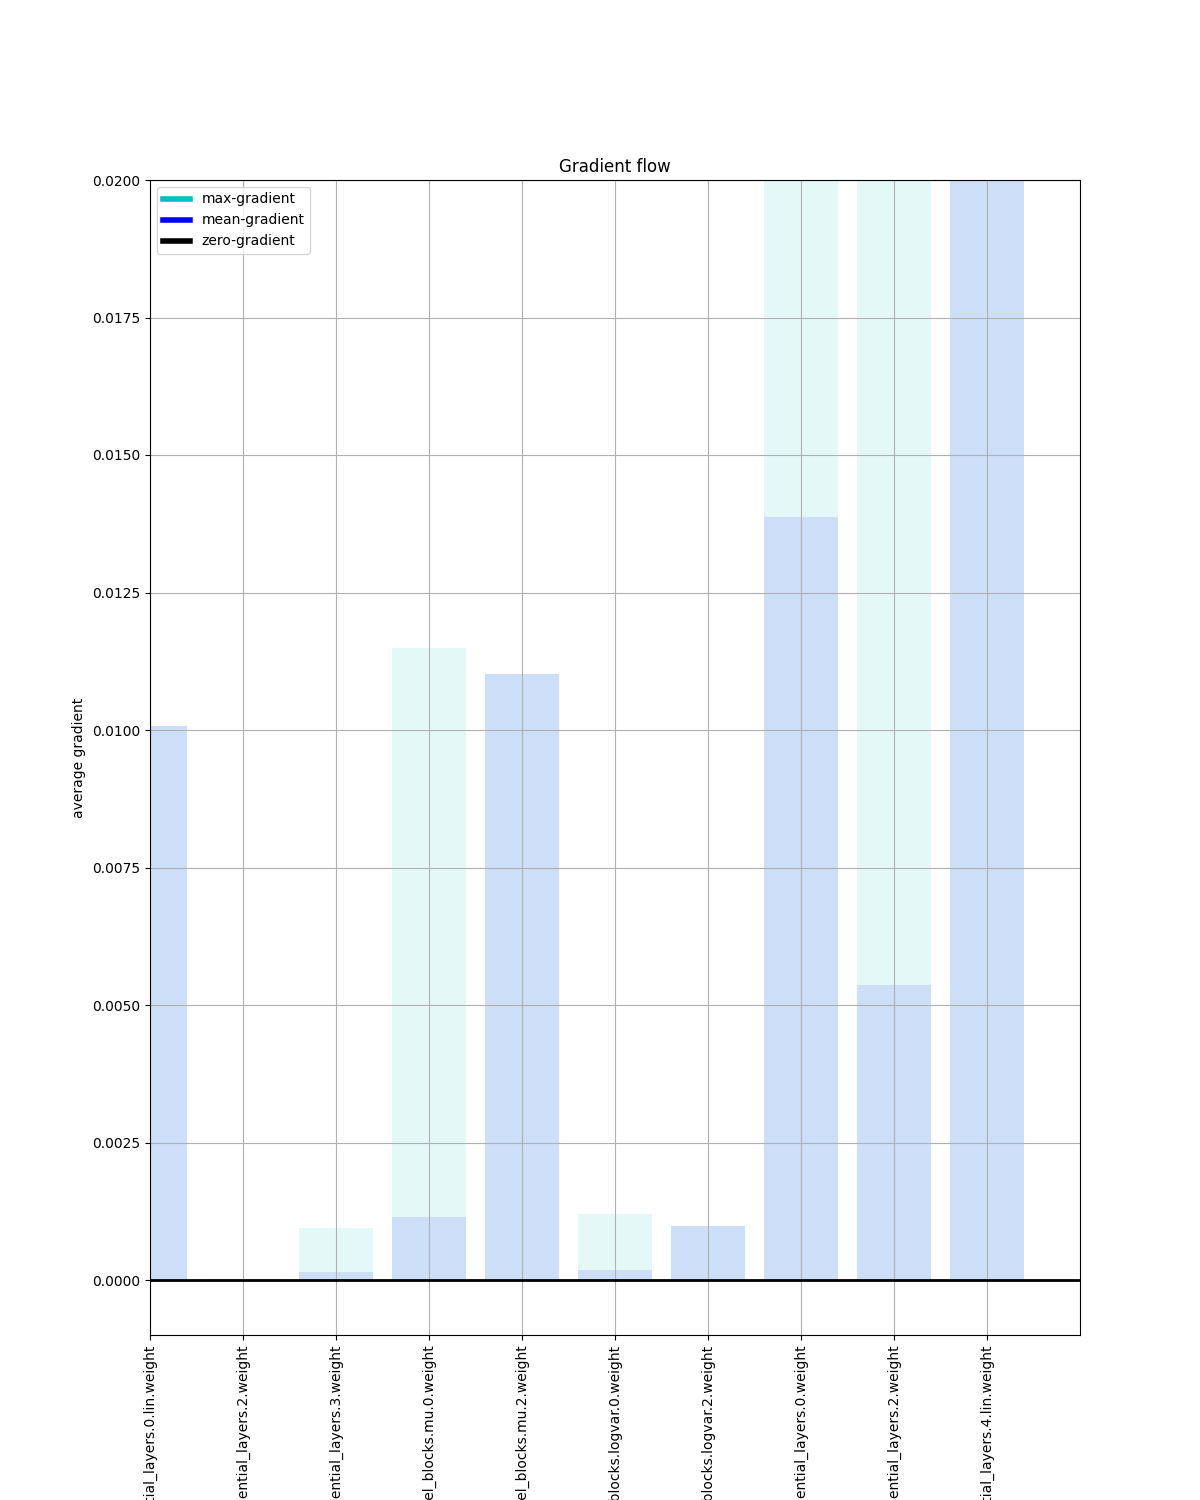 Gradient flow
max-gradient
mean-gradient
zero-gradient
0.0200
0.0175
0.0150
0.0125
0.0100
0.0075
0.0050
0.0025
0.0000
average gradient
tial_layers.0.lin.weight
ential_layers.2.weight
ential_layers.3.weight
el_blocks.mu.0.weight
el_blocks.mu.2.weight
blocks.logvar.0.weight
blocks.logvar.2.weight
ential_layers.0.weight
ential_layers.2.weight
tial_layers.4.lin.weight